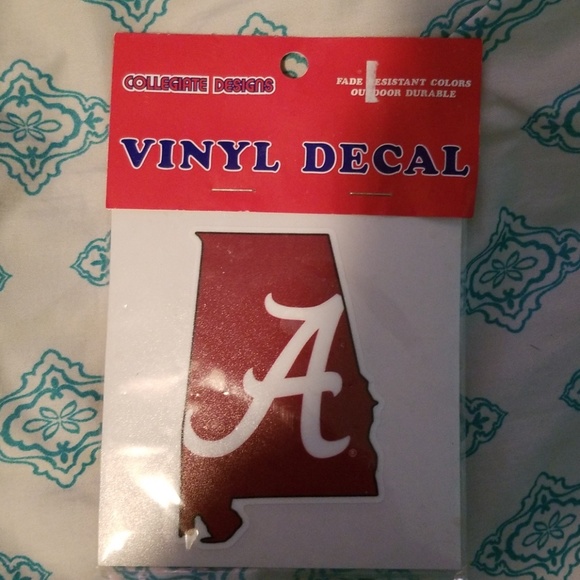 COLLEGIATE DESIGNS
FADE RESISTANT COLORS
OUTDOOR DURABLE
VINYL DECAL
A
®